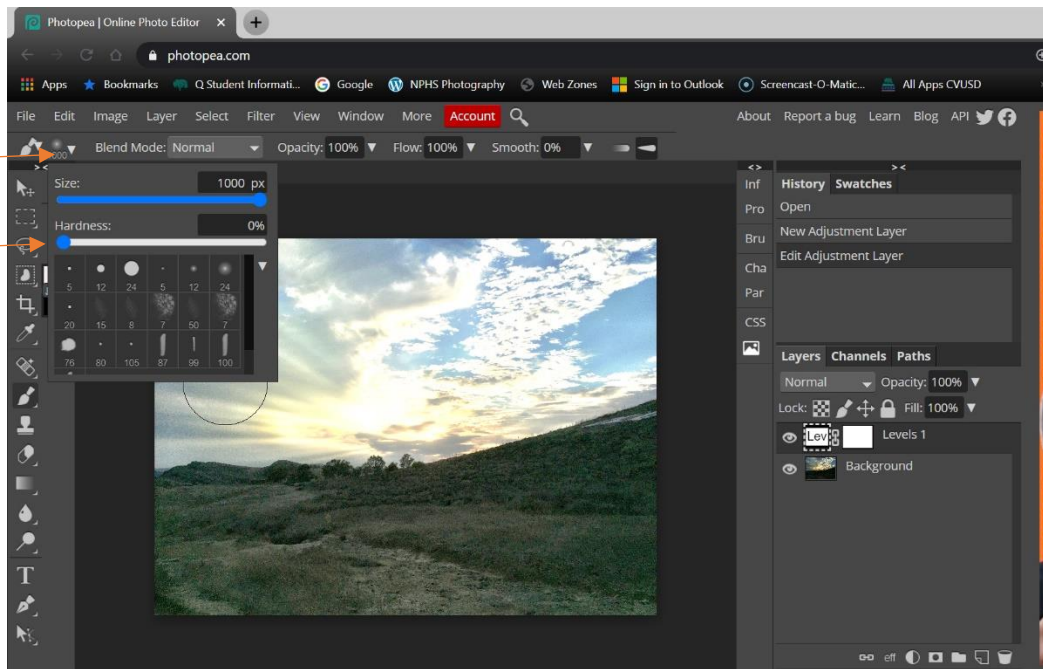 Photopea | Online Photo Editor
photopea.com
Apps Bookmarks Q Student Informati... Google NPHS Photography Web Zones Sign in to Outlook Screencast-O-Matic... All Apps CVUSD
File Edit Image Layer Select Filter View Window More Account About Report a bug Learn Blog API
Blend Mode: Normal Opacity: 100% Flow: 100% Smooth: 0%
Size: 1000 px
Hardness: 0%
5 12 24 5 12 24
20 15 8 7 50 7
76 80 105 87 99 100
Inf
Pro
Bru
Cha
Par
CSS
History Swatches
Open
New Adjustment Layer
Edit Adjustment Layer
Layers Channels Paths
Normal Opacity: 100%
Lock: Fill: 100%
Lev Levels 1
Background
eff
T